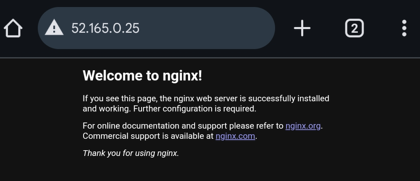 52.165.0.25
2
Welcome to nginx!
If you see this page, the nginx web server is successfully installed
and working. Further configuration is required.
For online documentation and support please refer to nginx.org.
Commercial support is available at nginx.com.
Thank you for using nginx.